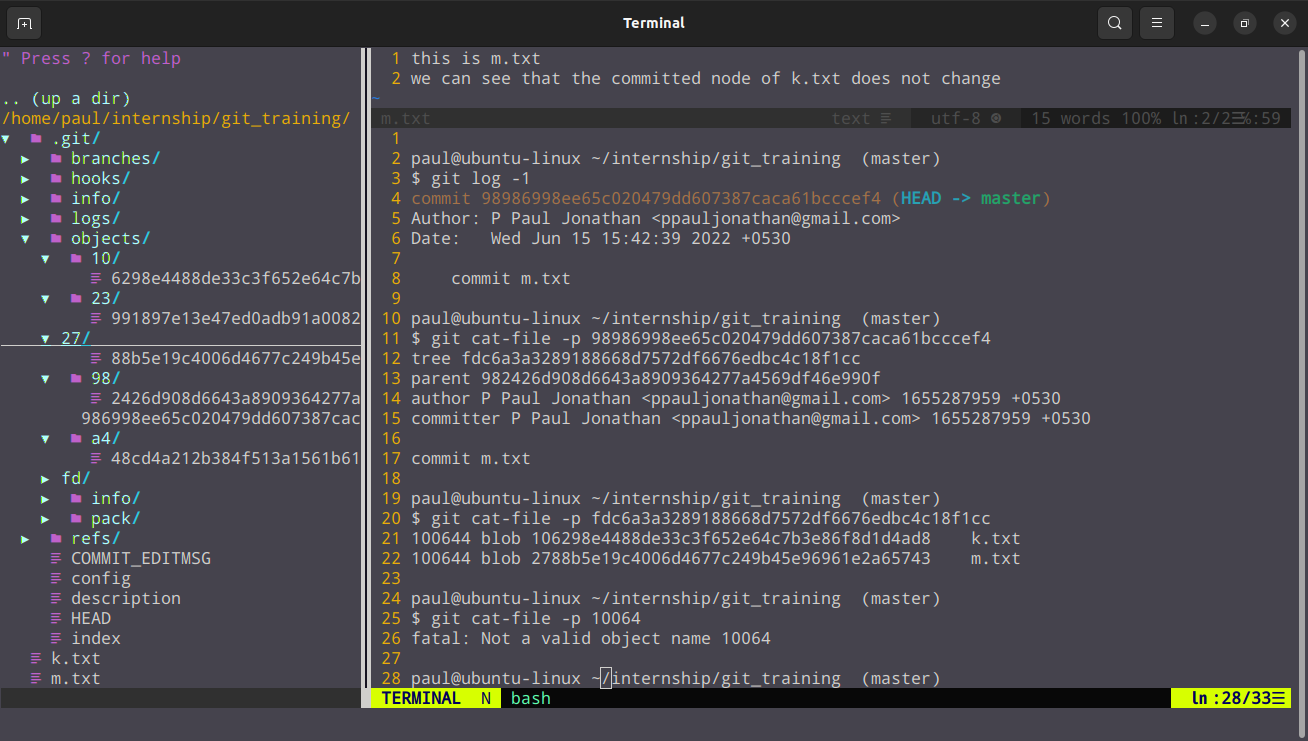 Terminal
" Press ? for help
.. (up a dir)
/home/paul/internship/git_training/
▼ .git/
▶ branches/
▶ hooks/
▶ info/
▶ logs/
▼ objects/
▼ 10/
6298e4488de33c3f652e64c7b
▼ 23/
991897e13e47ed0adb91a0082
▼ 27/
88b5e19c4006d4677c249b45e
▼ 98/
2426d908d6643a8909364277a
986998ee65c020479dd607387cac
▼ a4/
48cd4a212b384f513a1561b61
▶ fd/
▶ info/
▶ pack/
▶ refs/
COMMIT_EDITMSG
config
description
HEAD
index
k.txt
m.txt
1 this is m.txt
2 we can see that the committed node of k.txt does not change
~
m.txt text utf-8 15 words 100% ln :2/2☰%:59
1
2 paul@ubuntu-linux ~/internship/git_training (master)
3 $ git log -1
4 commit 98986998ee65c020479dd607387caca61bcccef4 (HEAD -> master)
5 Author: P Paul Jonathan <ppauljonathan@gmail.com>
6 Date: Wed Jun 15 15:42:39 2022 +0530
7
8 commit m.txt
9
10 paul@ubuntu-linux ~/internship/git_training (master)
11 $ git cat-file -p 98986998ee65c020479dd607387caca61bcccef4
12 tree fdc6a3a3289188668d7572df6676edbc4c18f1cc
13 parent 982426d908d6643a8909364277a4569df46e990f
14 author P Paul Jonathan <ppauljonathan@gmail.com> 1655287959 +0530
15 committer P Paul Jonathan <ppauljonathan@gmail.com> 1655287959 +0530
16
17 commit m.txt
18
19 paul@ubuntu-linux ~/internship/git_training (master)
20 $ git cat-file -p fdc6a3a3289188668d7572df6676edbc4c18f1cc
21 100644 blob 106298e4488de33c3f652e64c7b3e86f8d1d4ad8 k.txt
22 100644 blob 2788b5e19c4006d4677c249b45e96961e2a65743 m.txt
23
24 paul@ubuntu-linux ~/internship/git_training (master)
25 $ git cat-file -p 10064
26 fatal: Not a valid object name 10064
27
28 paul@ubuntu-linux ~/internship/git_training (master)
TERMINAL N bash ln :28/33☰